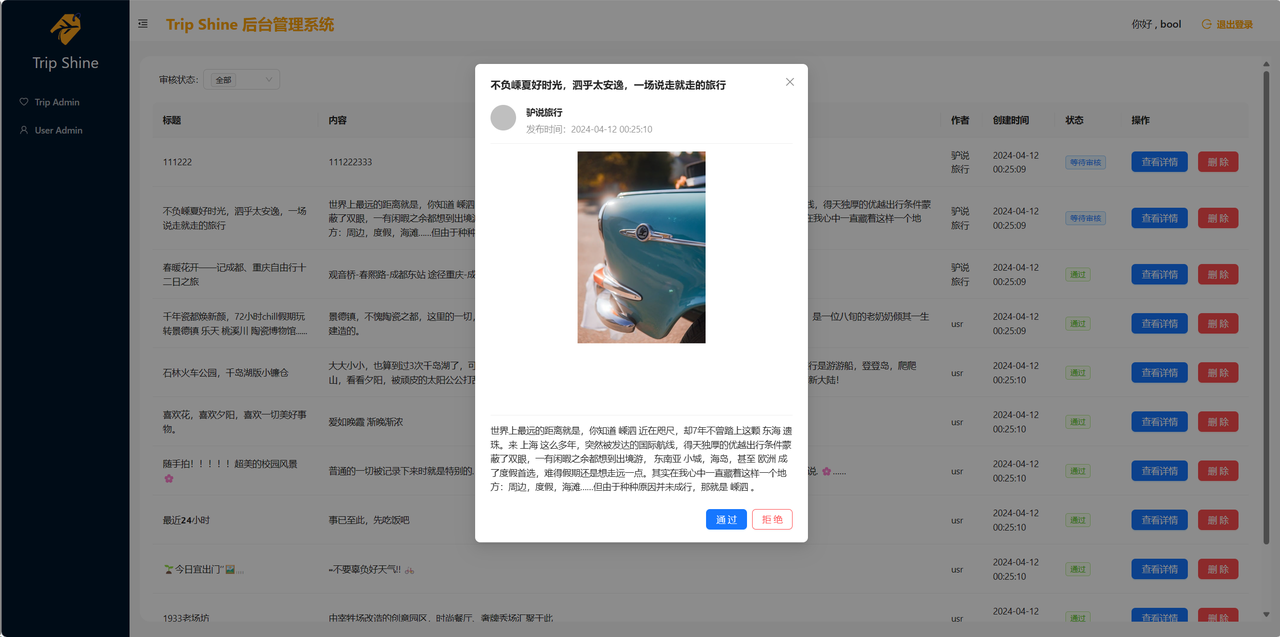 Trip Shine
Trip Admin
User Admin
Trip Shine 后台管理系统
你好 , bool
退出登录
审核状态:
全部
标题
内容
作者
创建时间
状态
操作
111222
111222333
驴说
旅行
2024-04-12
00:25:09
等待审核
查看详情
删 除
不负嵊夏好时光，泗乎太安逸，一场
说走就走的旅行
世界上最远的距离就是，你知道 嵊泗
线，得天独厚的优越出行条件蒙
蔽了双眼，一有闲暇之余都想到出境
在我心中一直藏着这样一个地
方：周边，度假，海滩......但由于种种
驴说
旅行
2024-04-12
00:25:09
等待审核
查看详情
删 除
春暖花开——记成都、重庆自由行十
二日之旅
观音桥-春熙路-成都东站 途径重庆-成
驴说
旅行
2024-04-12
00:25:09
通过
查看详情
删 除
千年瓷都焕新颜，72小时chill假期玩
转景德镇 乐天 桃溪川 陶瓷博物馆......
景德镇，不愧陶瓷之都，这里的一切，
是一位八旬的老奶奶倾其一生
建造的。
usr
2024-04-12
00:25:09
通过
查看详情
删 除
石林火车公园，千岛湖版小镰仓
大大小小，也算到过3次千岛湖了，可
行是游游船，登登岛，爬爬
山，看看夕阳，被顽皮的太阳公公打
新大陆！
usr
2024-04-12
00:25:10
通过
查看详情
删 除
喜欢花，喜欢夕阳，喜欢一切美好事
物。
爱如晚霞 渐晚渐浓
usr
2024-04-12
00:25:10
通过
查看详情
删 除
随手拍！！！！！超美的校园风景
🌸
普通的一切被记录下来时就是特别的.
说. 🌸 ......
usr
2024-04-12
00:25:10
通过
查看详情
删 除
最近24小时
事已至此，先吃饭吧
usr
2024-04-12
00:25:10
通过
查看详情
删 除
今日宜出门"
不要辜负好天气!!
usr
2024-04-12
00:25:10
通过
查看详情
删 除
1933老场坊
由宰牲场改造的创意园区，时尚餐厅，奢牌秀场汇聚于此
usr
2024-04-12
通过
查看详情
删 除
不负嵊夏好时光，泗乎太安逸，一场说走就走的旅行
驴说旅行
发布时间：2024-04-12 00:25:10
世界上最远的距离就是，你知道 嵊泗 近在咫尺，却7年不曾踏上这颗 东海 遗
珠。来 上海 这么多年，突然被发达的国际航线，得天独厚的优越出行条件蒙
蔽了双眼，一有闲暇之余都想到出境游， 东南亚 小城，海岛，甚至 欧洲 成
了度假首选，难得假期还是想走远一点。其实在我心中一直藏着这样一个地
方：周边，度假，海滩......但由于种种原因并未成行，那就是 嵊泗 。
通 过
拒 绝